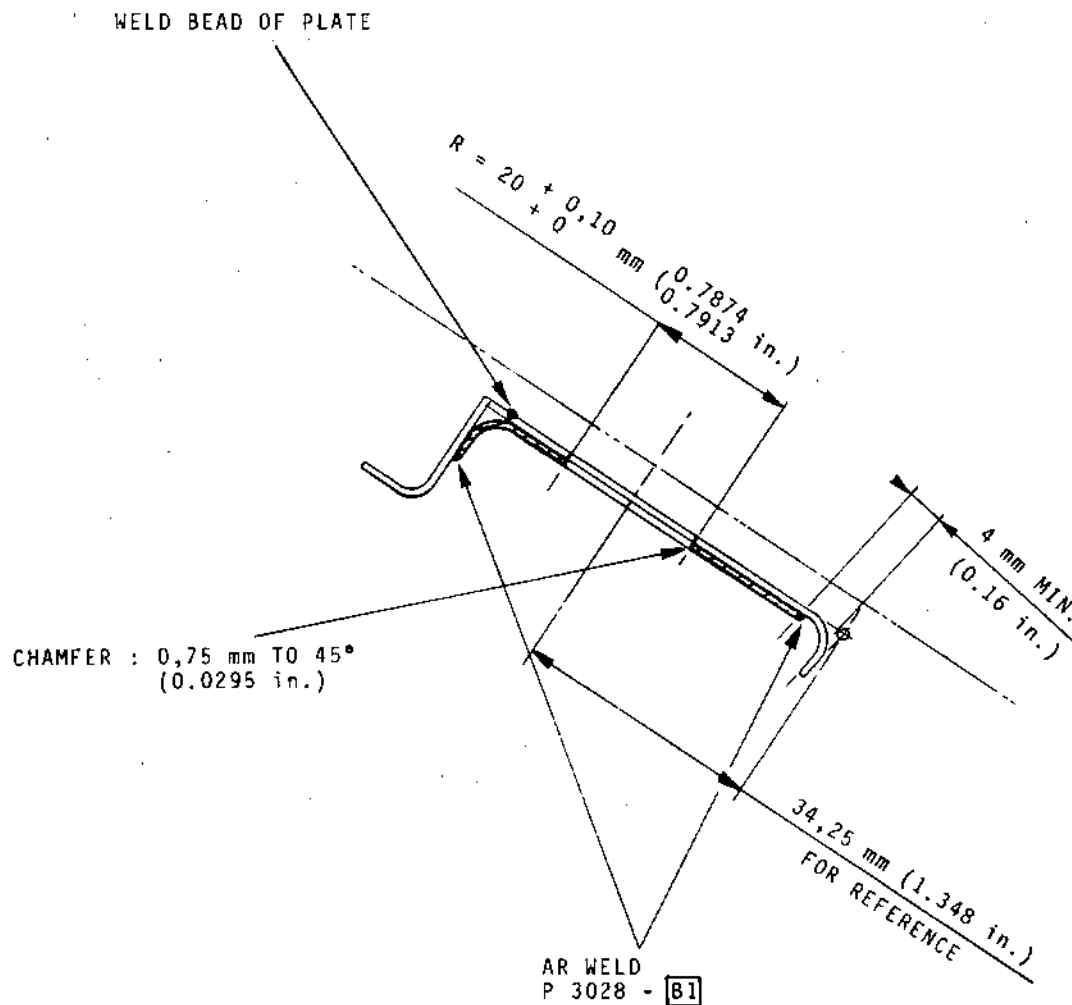 WELD BEAD OF PLATE
R = 20 + 0,10
+ 0 mm (0.7874
0.7913 in.)
4 mm MIN.
(0.16 in.)
CHAMFER : 0,75 mm TO 45°
(0.0295 in.)
34,25 mm (1.348 in.)
FOR REFERENCE
AR WELD
P 3028 - B1